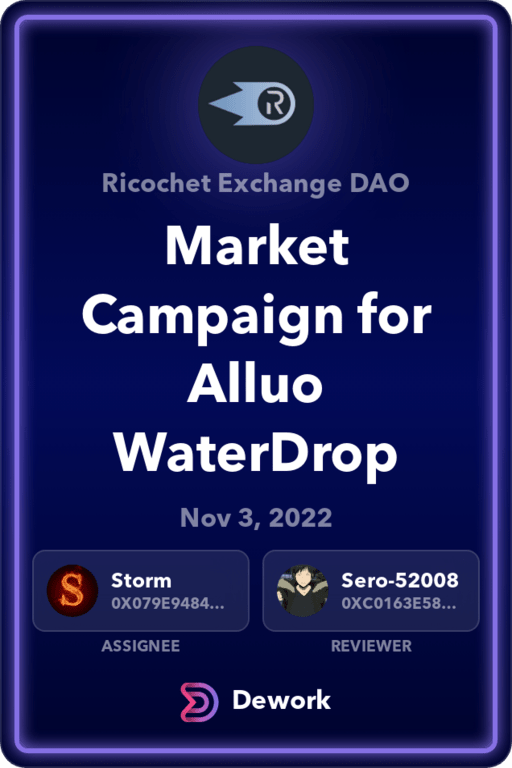 R
Ricochet Exchange DAO
Market
Campaign for
Alluo
WaterDrop
Nov 3, 2022
S
Storm
0X079E9484...
ASSIGNEE
Sero-52008
0XC0163E58...
REVIEWER
Dework